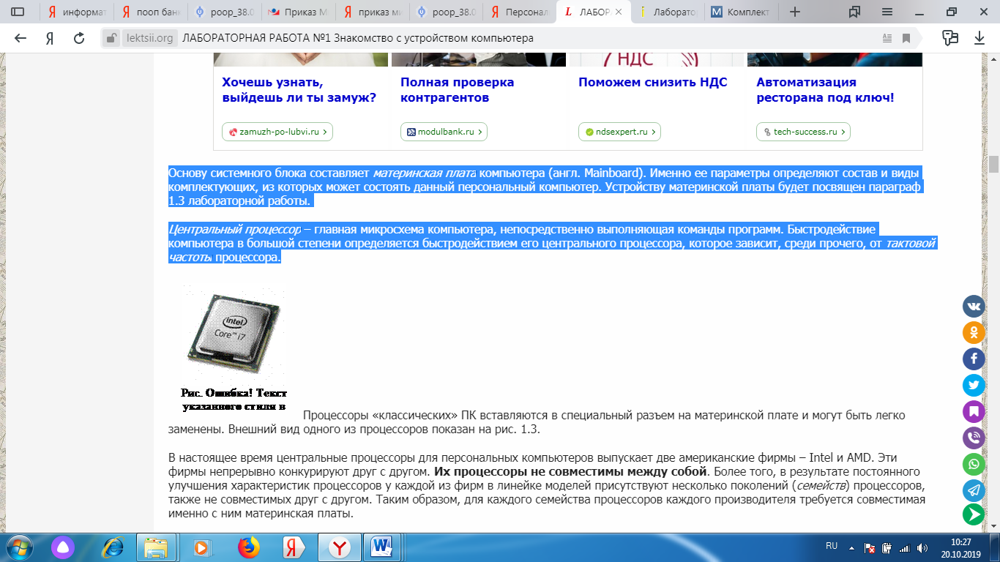 информат
пооп банк
poop_38.0
Приказ М
приказ ми
poop_38.0
Персонал
ЛАБОРА
Лаборатор
Комплект
lektsii.org ЛАБОРАТОРНАЯ РАБОТА №1 Знакомство с устройством компьютера
НДС
Хочешь узнать,
выйдешь ли ты замуж?
zamuzh-po-lubvi.ru
Полная проверка
контрагентов
modulbank.ru
Поможем снизить НДС
ndsexpert.ru
Автоматизация
ресторана под ключ!
tech-success.ru
Основу системного блока составляет материнская плата компьютера (англ. Mainboard). Именно ее параметры определяют состав и виды
комплектующих, из которых может состоять данный персональный компьютер. Устройству материнской платы будет посвящен параграф
1.3 лабораторной работы.
Центральный процессор – главная микросхема компьютера, непосредственно выполняющая команды программ. Быстродействие
компьютера в большой степени определяется быстродействием его центрального процессора, которое зависит, среди прочего, от тактовой
частоты процессора.
intel
Core™ i7
Рис. Ошибка! Текст
указанного стиля в
Процессоры «классических» ПК вставляются в специальный разъем на материнской плате и могут быть легко
заменены. Внешний вид одного из процессоров показан на рис. 1.3.
В настоящее время центральные процессоры для персональных компьютеров выпускает две американские фирмы – Intel и AMD. Эти
фирмы непрерывно конкурируют друг с другом. Их процессоры не совместимы между собой. Более того, в результате постоянного
улучшения характеристик процессоров у каждой из фирм в линейке моделей присутствуют несколько поколений (семейств) процессоров,
также не совместимых друг с другом. Таким образом, для каждого семейства процессоров каждого производителя требуется совместимая
именно с ним материнская платы.
RU
10:27
20.10.2019